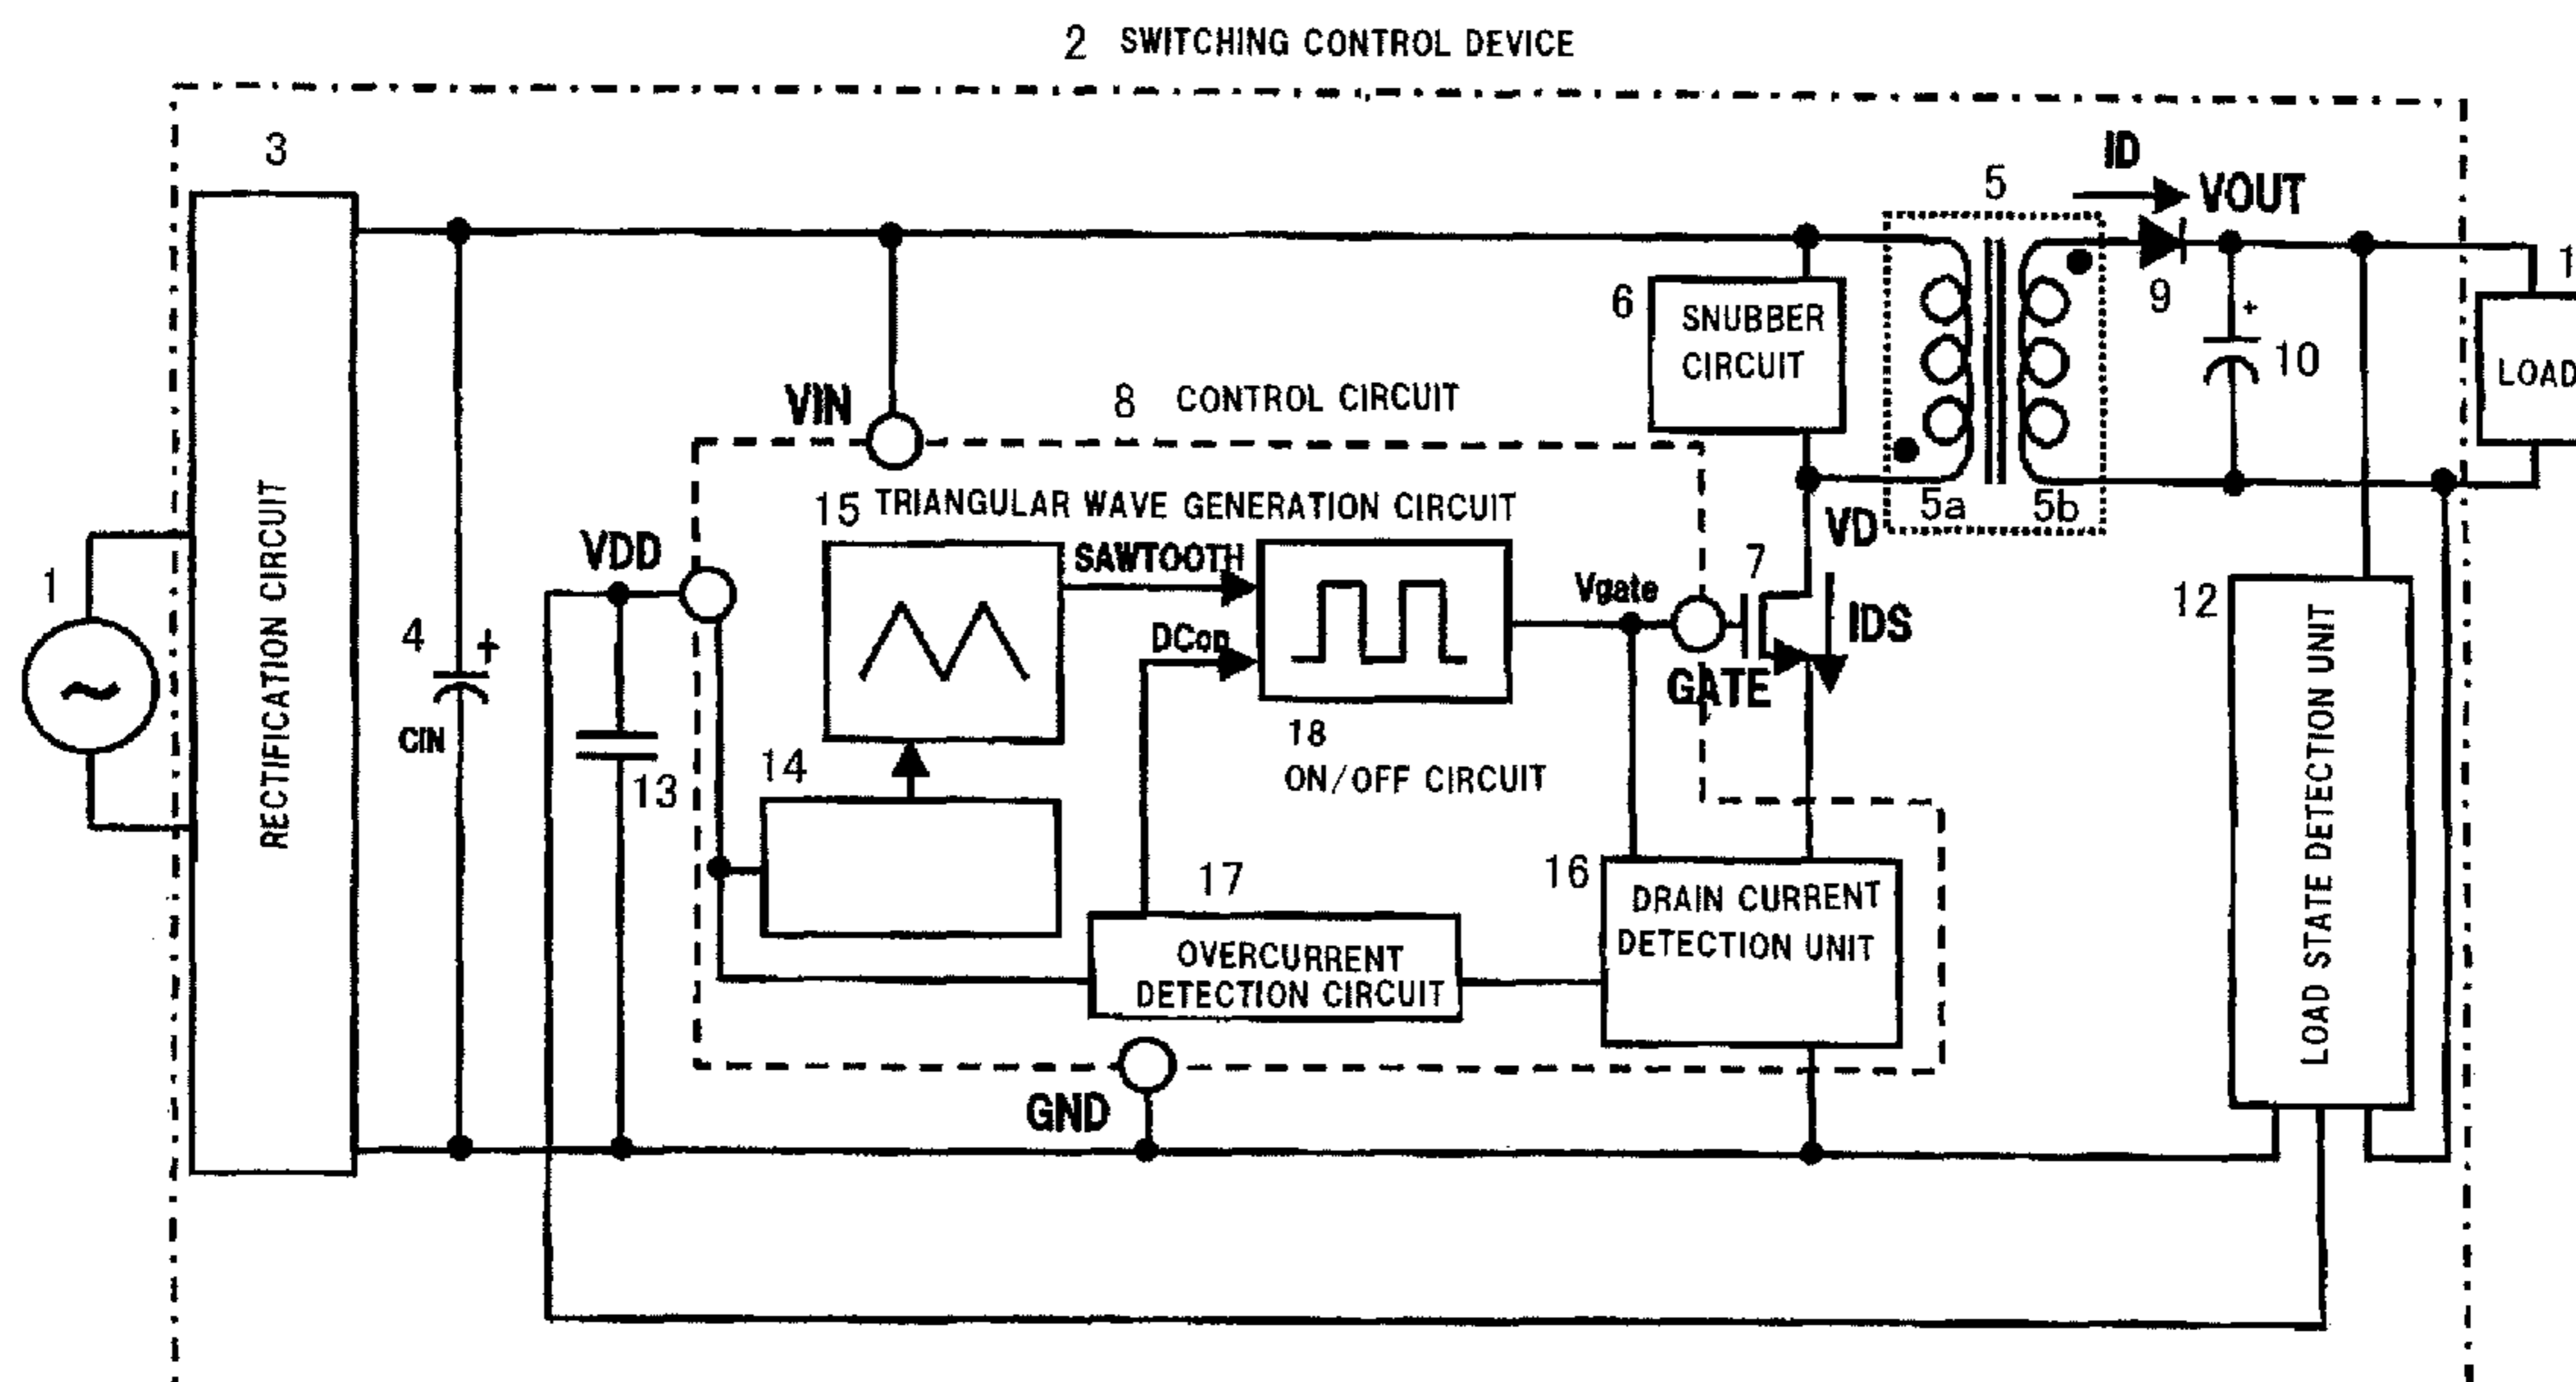 2 SWITCHING CONTROL DEVICE
3
ID
5
VOUT
6
SNUBBER
CIRCUIT
9
+
10
LOAD
VIN
8 CONTROL CIRCUIT
15 TRIANGULAR WAVE GENERATION CIRCUIT
5a
5b
VD
1
RECTIFICATION CIRCUIT
4
+
CIN
VDD
SAWTOOTH
DCon
Vgate
7
IDS
GATE
12
LOAD STATE DETECTION UNIT
13
14
18
ON/OFF CIRCUIT
17
OVERCURRENT
DETECTION CIRCUIT
16
DRAIN CURRENT
DETECTION UNIT
GND